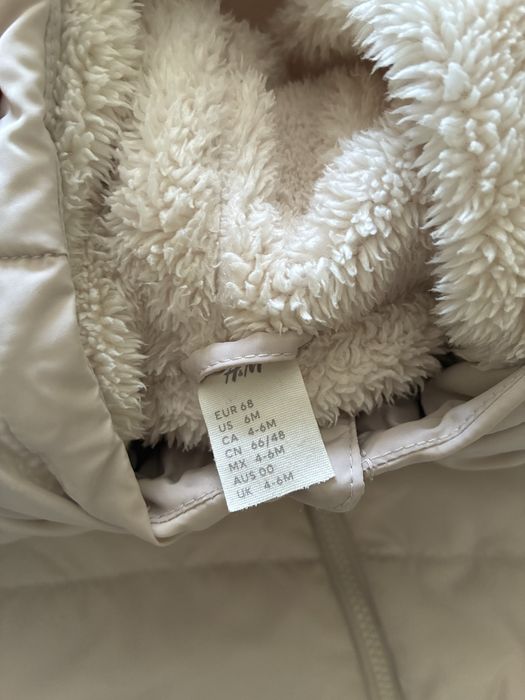 H&M
EUR 68
US 6M
CA 4-6M
CN 66/48
MX 4-6M
AUS 00
UK 4-6M